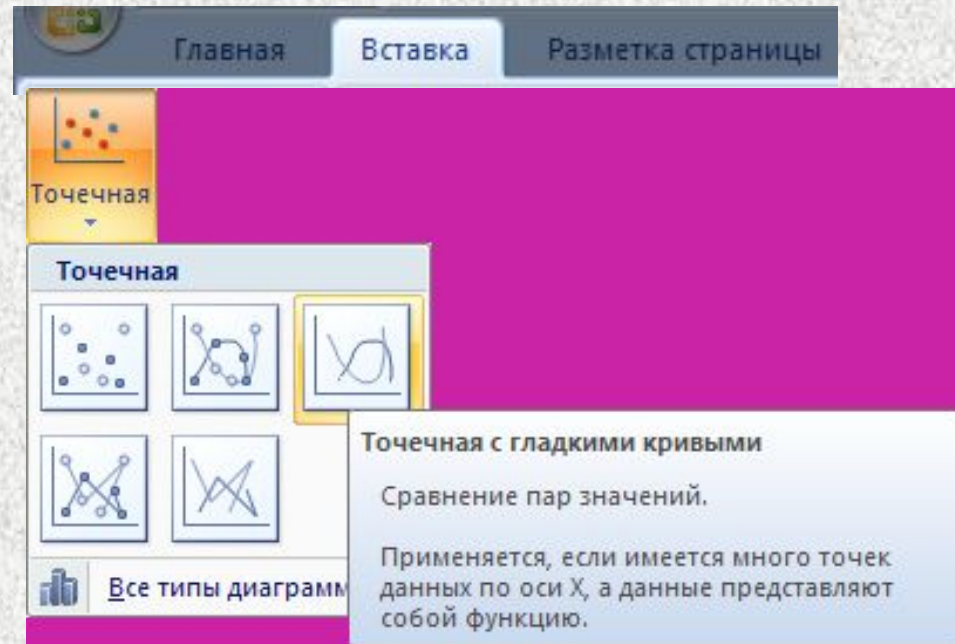 Главная Вставка Разметка страницы
Точечная
Точечная
Точечная с гладкими кривыми
Сравнение пар значений.
Применяется, если имеется много точек
данных по оси X, а данные представляют
собой функцию.
Все типы диаграмм